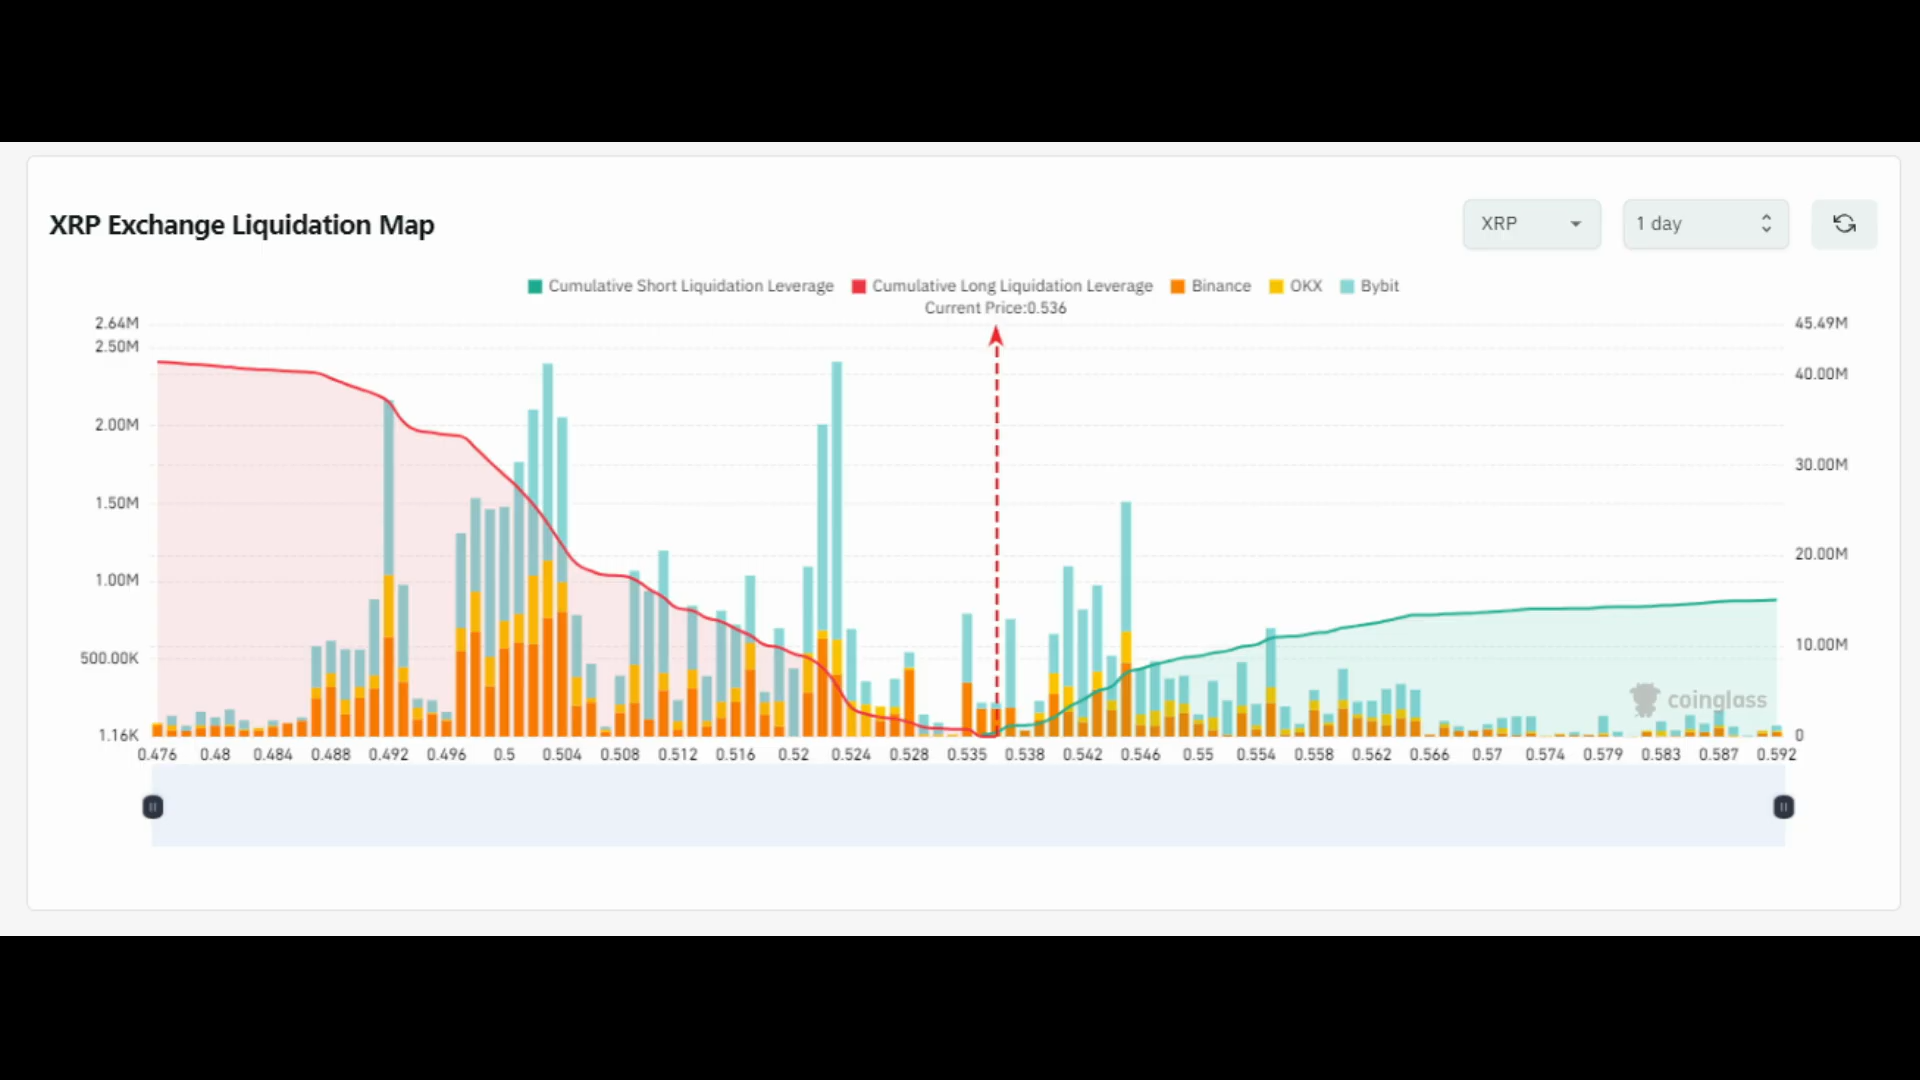 XRP Exchange Liquidation Map
XRP
1 day
Cumulative Short Liquidation Leverage Cumulative Long Liquidation Leverage Binance OKX Bybit
Current Price:0.536
2.64M
2.50M
2.00M
1.50M
1.00M
500.00K
1.16K
45.49M
40.00M
30.00M
20.00M
10.00M
0
coinglass
0.476 0.48 0.484 0.488 0.492 0.496 0.5 0.504 0.508 0.512 0.516 0.52 0.524 0.528 0.535 0.538 0.542 0.546 0.55 0.554 0.558 0.562 0.566 0.57 0.574 0.579 0.583 0.587 0.592